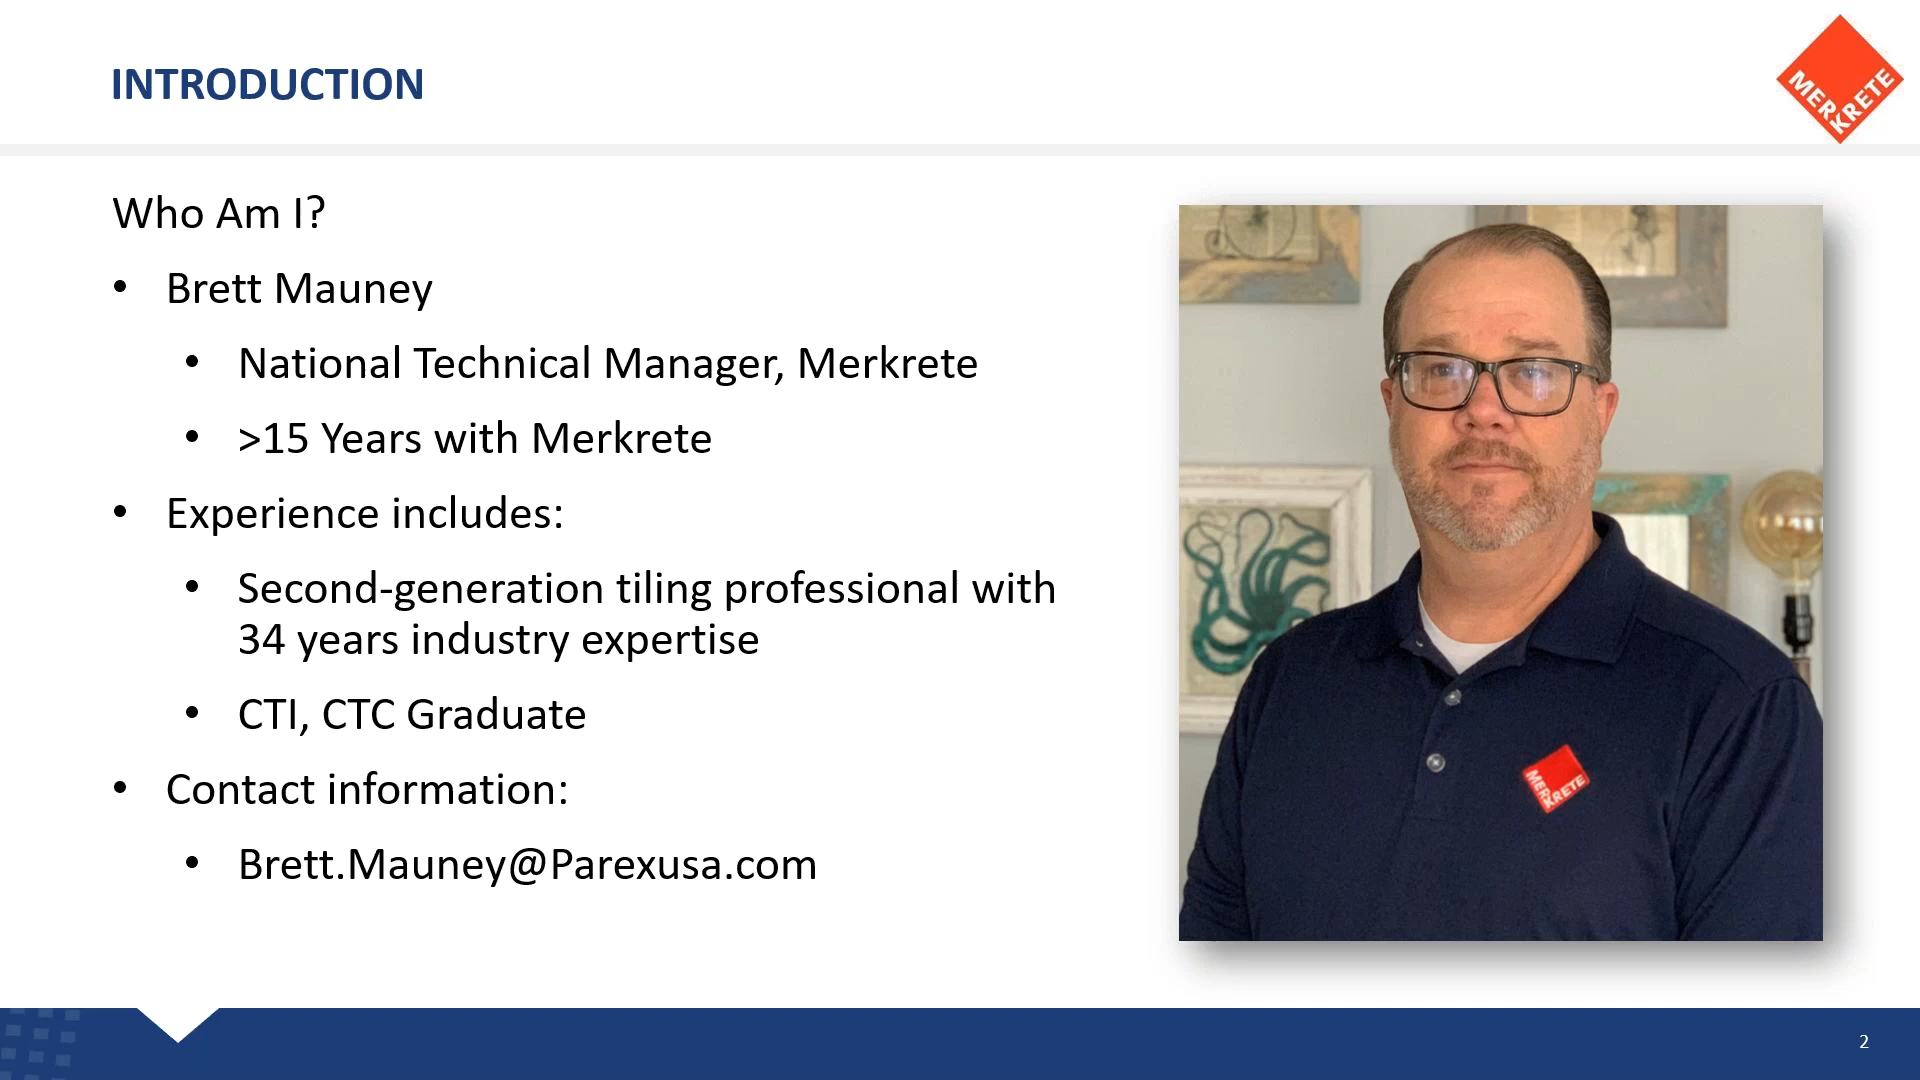 INTRODUCTION
MERKRETE
Who Am I?
• Brett Mauney
• National Technical Manager, Merkrete
• >15 Years with Merkrete
• Experience includes:
• Second-generation tiling professional with
34 years industry expertise
• CTI, CTC Graduate
• Contact information:
• Brett.Mauney@Parexusa.com
MERKRETE
2